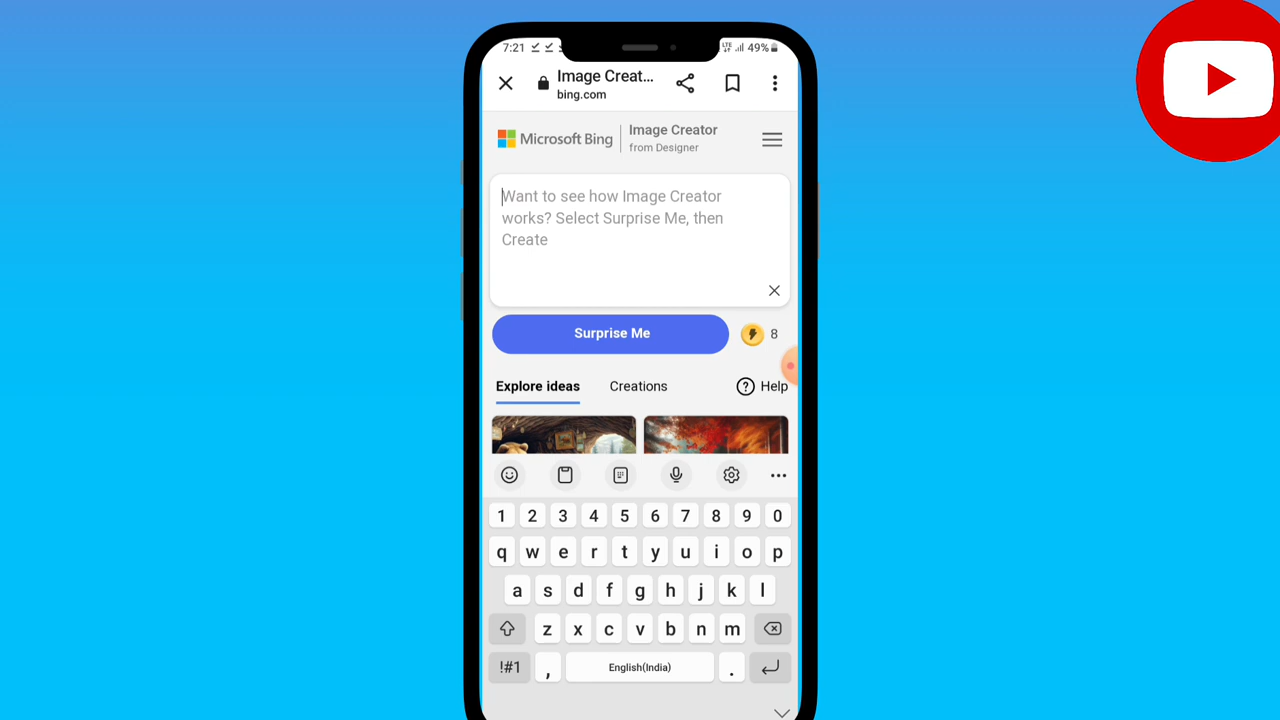 7:21
LTE
49%
Image Creat...
bing.com
Microsoft Bing
Image Creator
from Designer
Want to see how Image Creator
works? Select Surprise Me, then
Create
Surprise Me
8
Explore ideas
Creations
Help
1 2 3 4 5 6 7 8 9 0
q w e r t y u i o p
a s d f g h j k l
z x c v b n m
!#1 , English(India) .